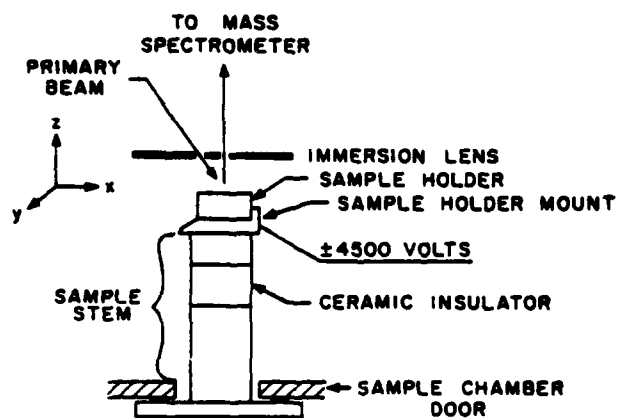 TO MASS
SPECTROMETER
PRIMARY
BEAM
z
x
y
IMMERSION LENS
SAMPLE HOLDER
SAMPLE HOLDER MOUNT
±4500 VOLTS
SAMPLE
STEM
CERAMIC INSULATOR
SAMPLE CHAMBER
DOOR